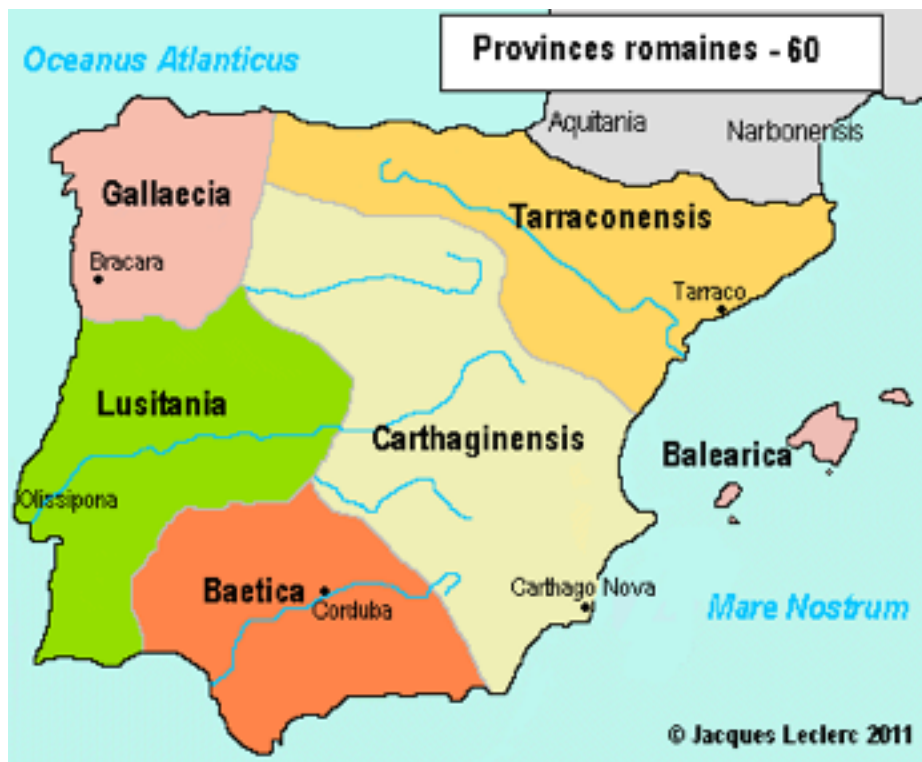 Provinces romaines - 60
Oceanus Atlanticus
Aquitania
Narbonensis
Gallaecia
Tarraconensis
Bracara
Tarraco
Lusitania
Carthaginensis
Balearica
Olissipona
Baetica
Corduba
Carthago Nova
Mare Nostrum
© Jacques Leclerc 2011